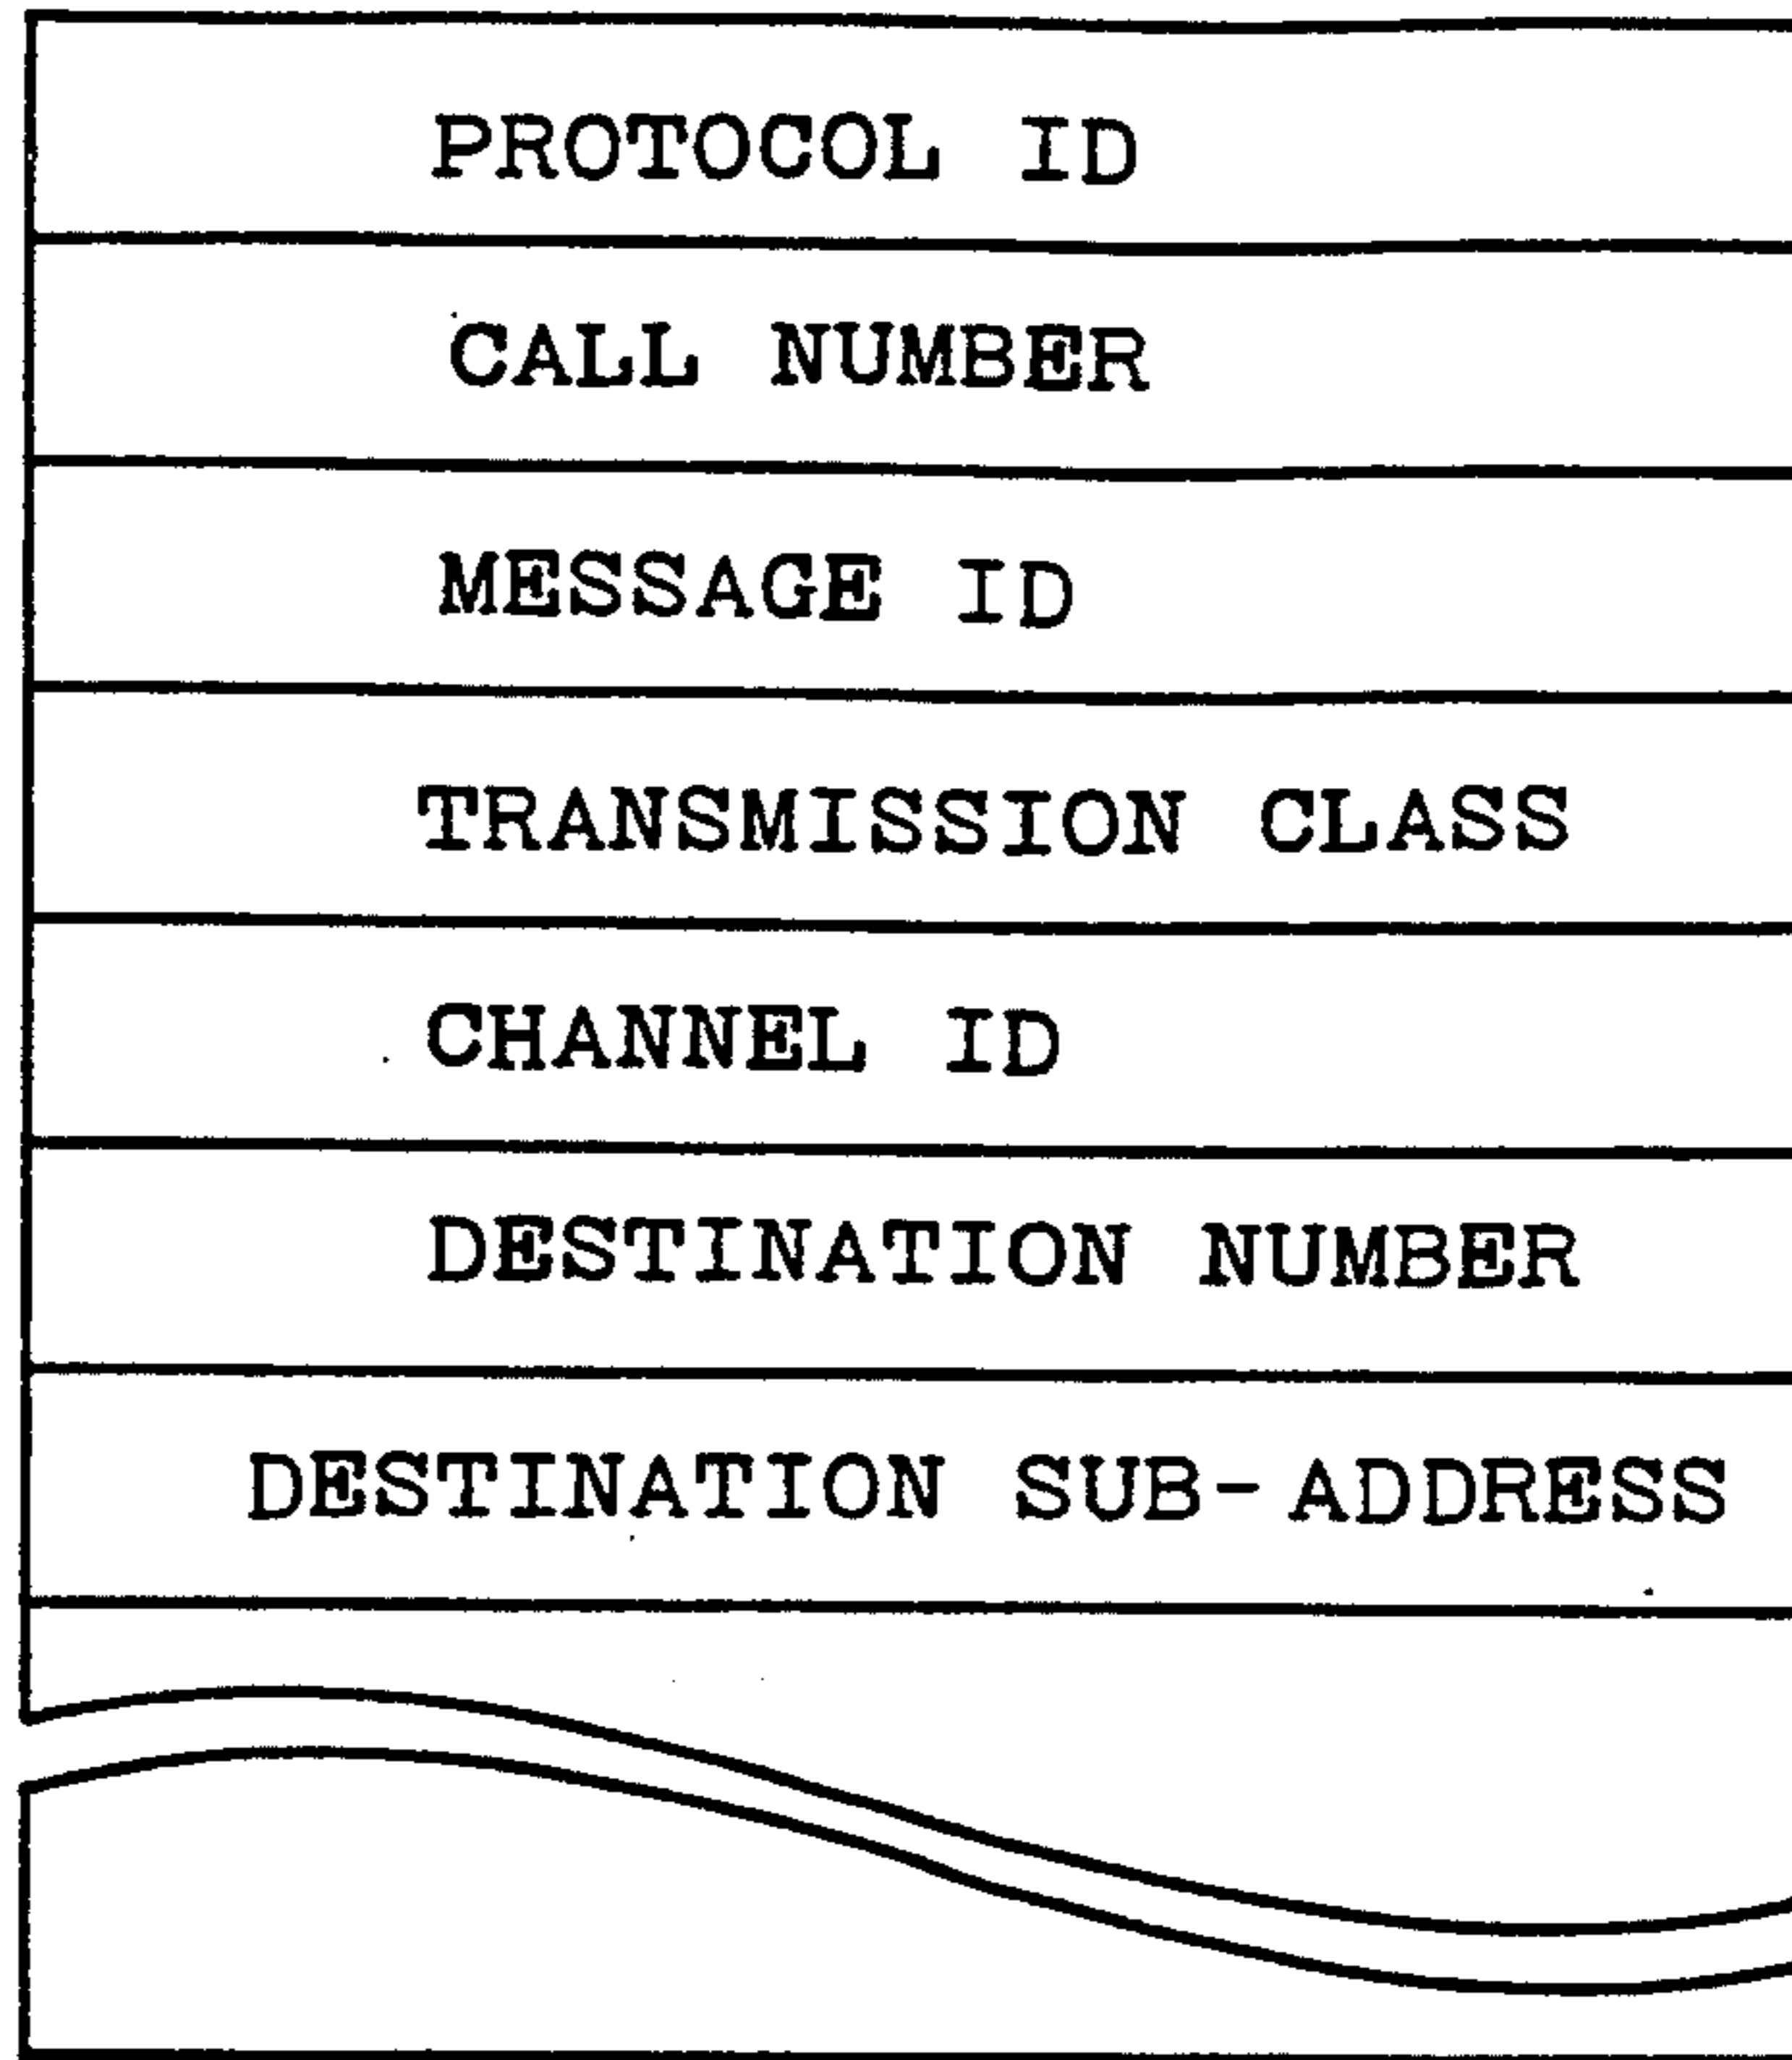 PROTOCOL ID
CALL NUMBER
MESSAGE ID
TRANSMISSION CLASS
CHANNEL ID
DESTINATION NUMBER
DESTINATION SUB-ADDRESS